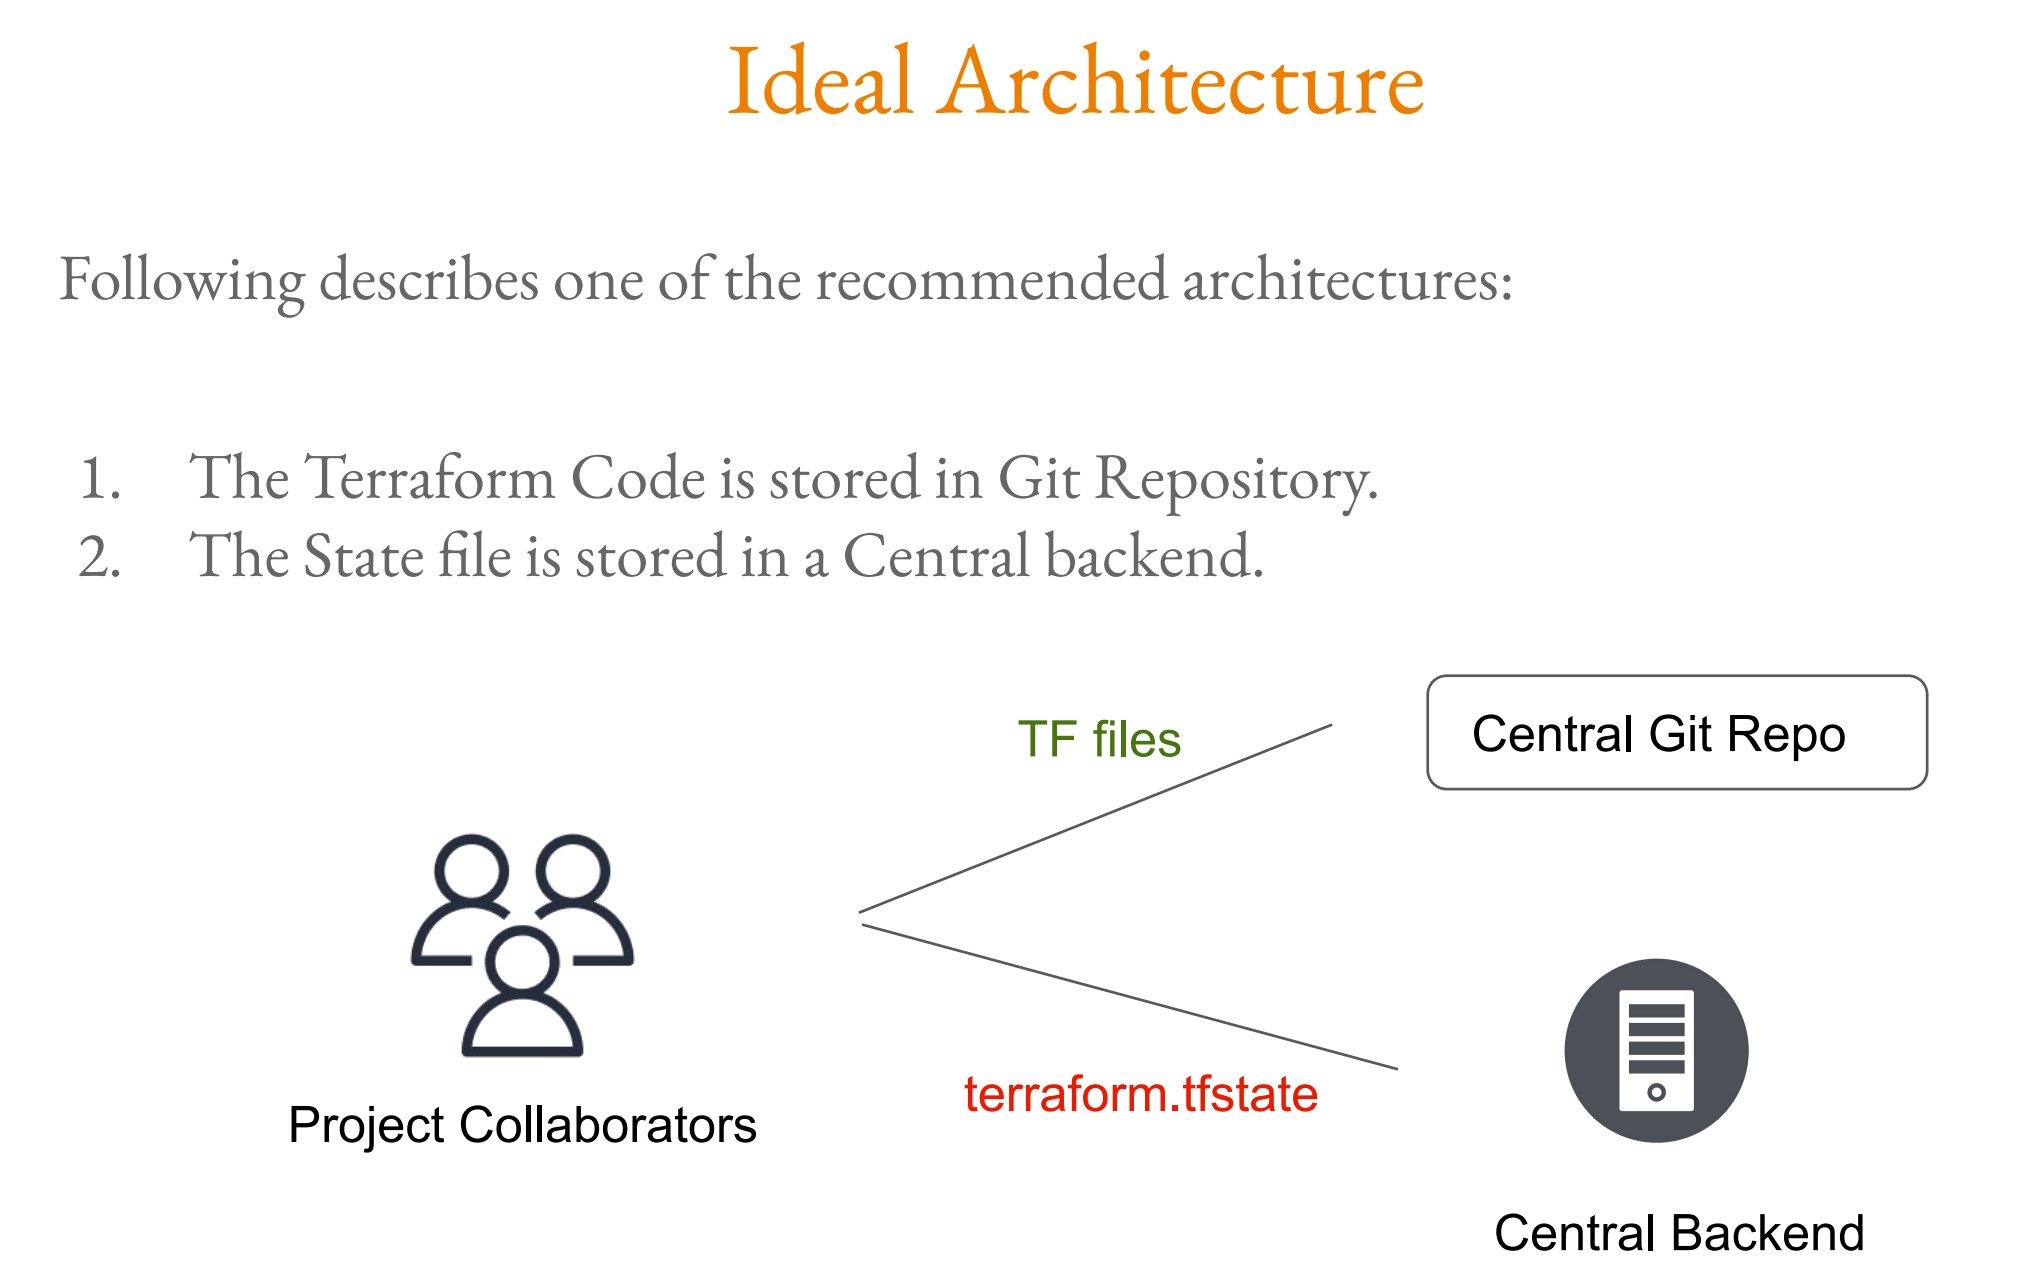 Ideal Architecture
Following describes one of the recommended architectures:
1. The Terraform Code is stored in Git Repository.
2. The State file is stored in a Central backend.
TF files
Central Git Repo
terraform.tfstate
Project Collaborators
Central Backend